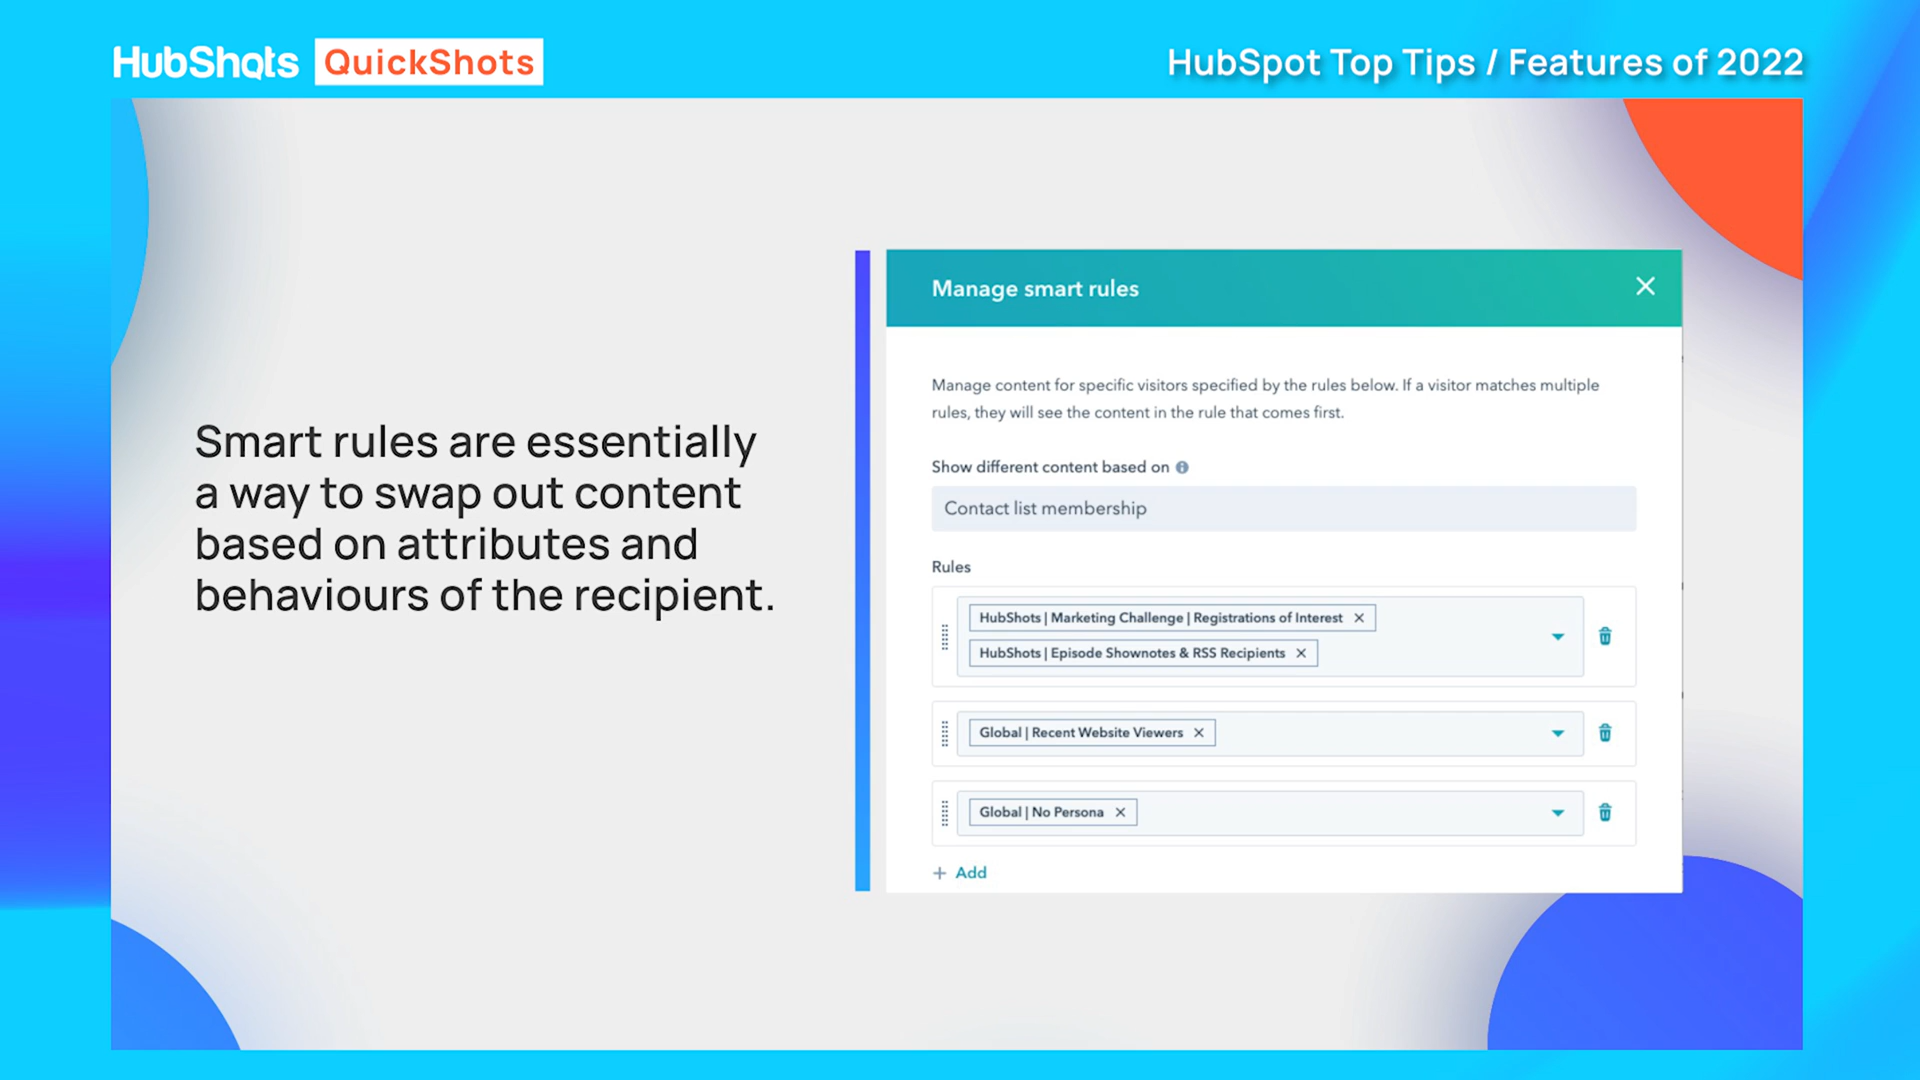 HubShots QuickShots
HubSpot Top Tips / Features of 2022
Smart rules are essentially
a way to swap out content
based on attributes and
behaviours of the recipient.
Manage smart rules
Manage content for specific visitors specified by the rules below. If a visitor matches multiple
rules, they will see the content in the rule that comes first.
Show different content based on
Contact list membership
Rules
HubShots | Marketing Challenge | Registrations of Interest
HubShots | Episode Shownotes & RSS Recipients
Global | Recent Website Viewers
Global | No Persona
+ Add